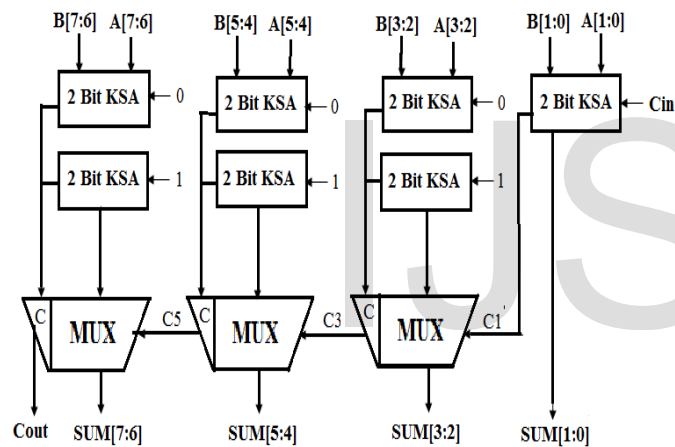 B[7:6] A[7:6] B[5:4] A[5:4] B[3:2] A[3:2] B[1:0] A[1:0]
2 Bit KSA 0 2 Bit KSA 0 2 Bit KSA 0 2 Bit KSA Cin
2 Bit KSA 1 2 Bit KSA 1 2 Bit KSA 1
IJS
C MUX C5 C MUX C3 C MUX C1
Cout SUM[7:6] SUM[5:4] SUM[3:2] SUM[1:0]